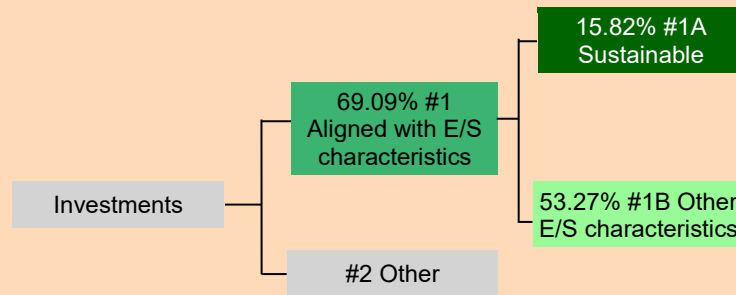 15.82% #1A
Sustainable
69.09% #1
Aligned with E/S
characteristics
Investments
53.27% #1B Other
E/S characteristics
#2 Other